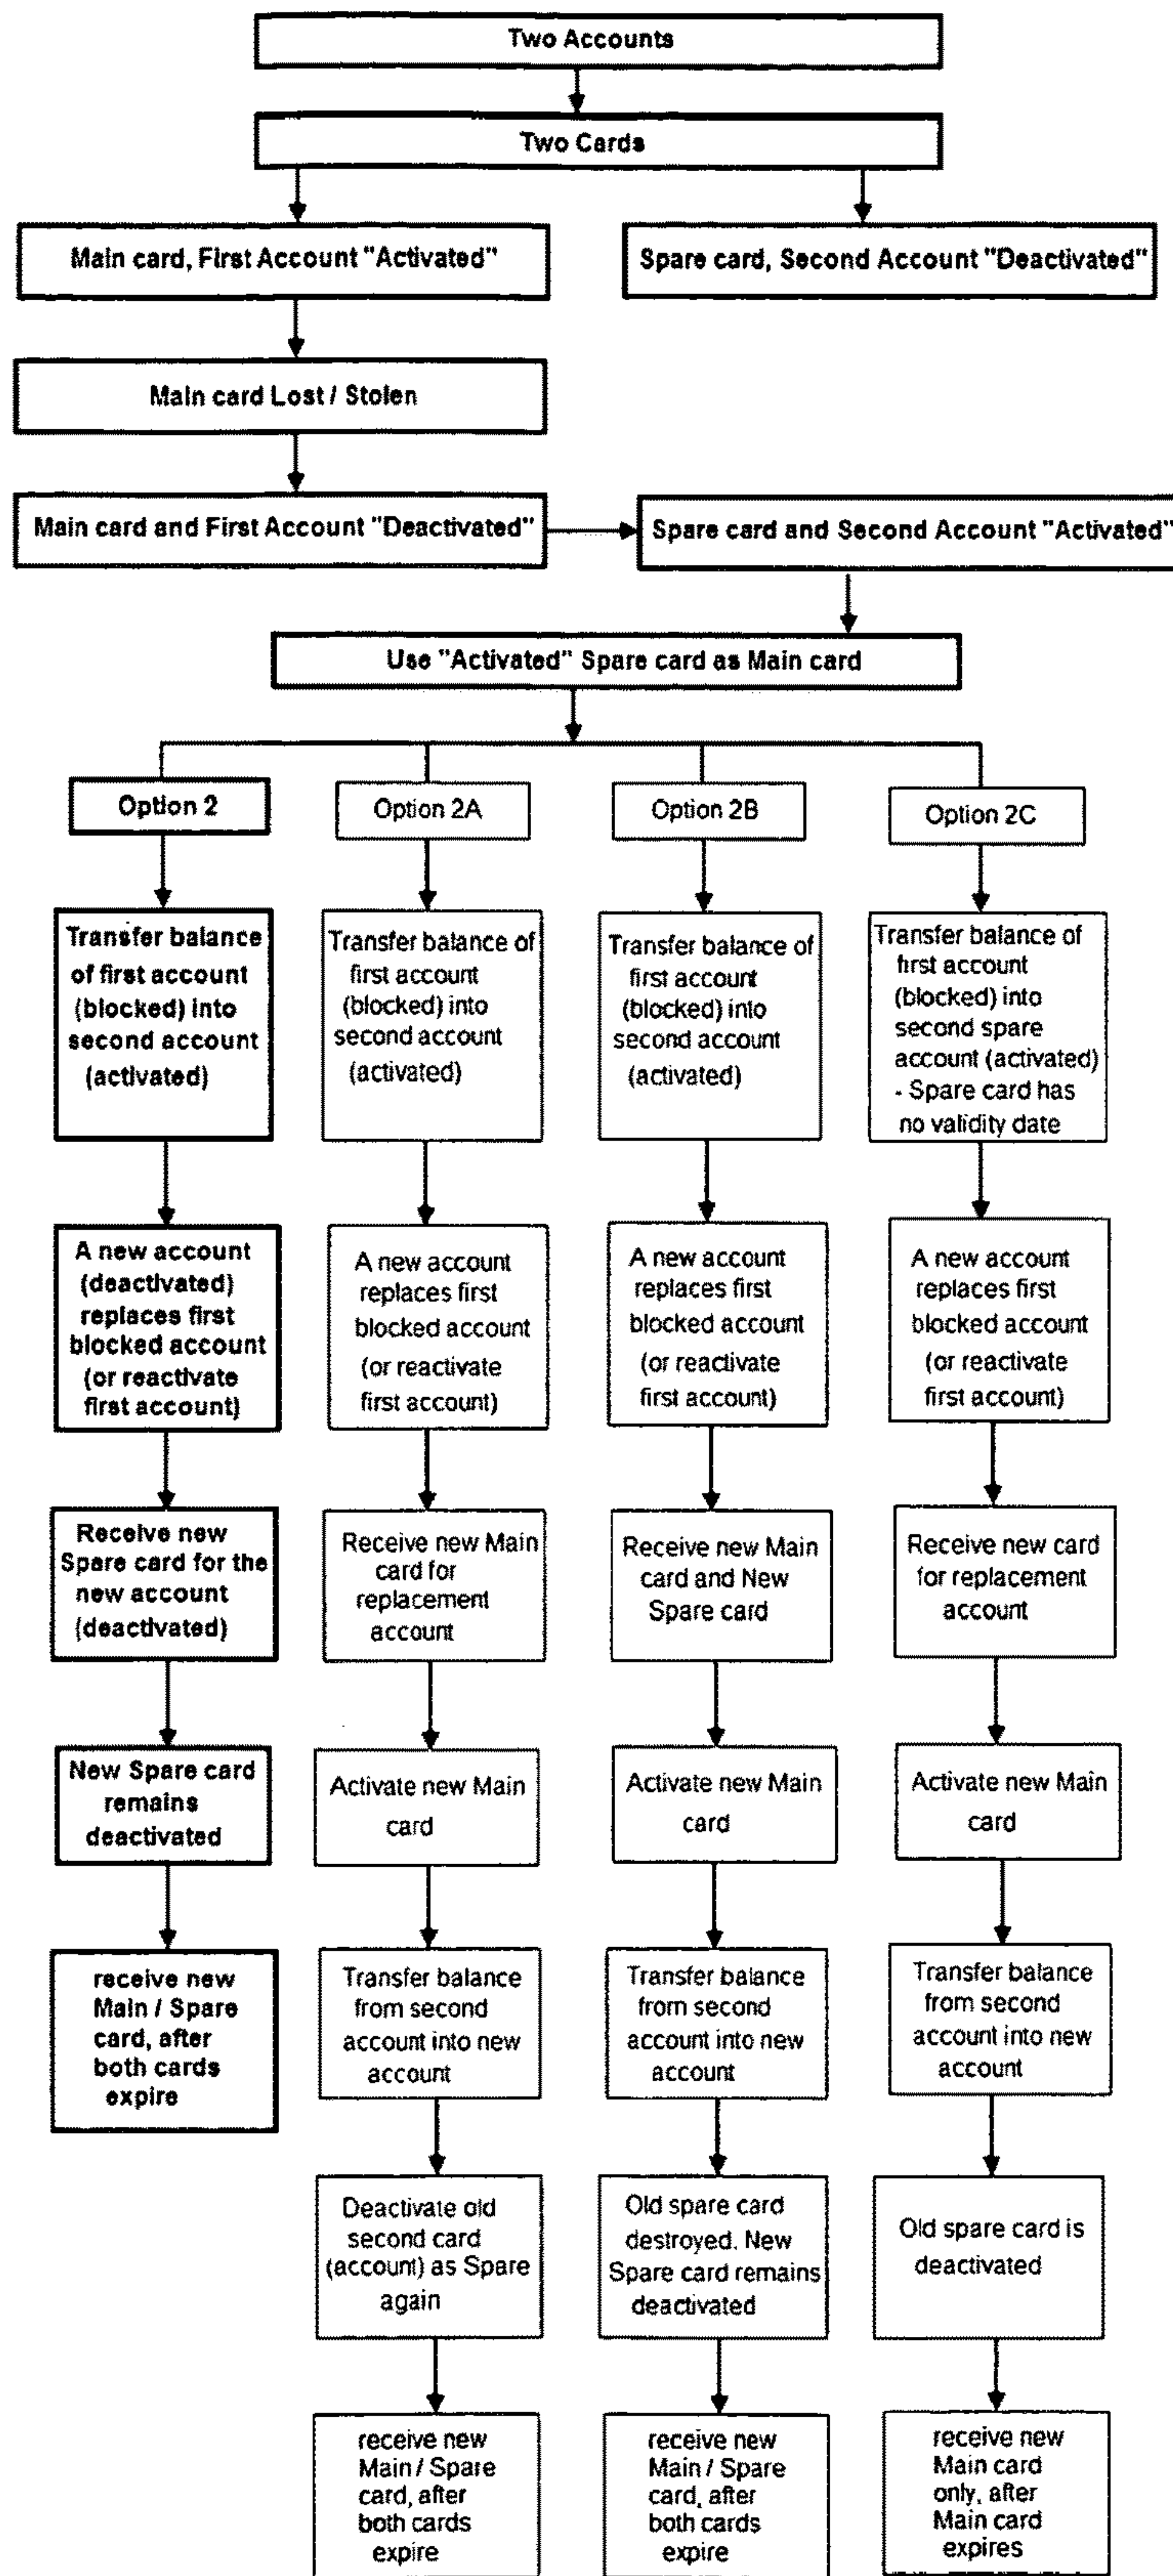 Two Accounts
Two Cards
Main card, First Account "Activated"
Spare card, Second Account "Deactivated"
Main card Lost / Stolen
Main card and First Account "Deactivated"
Spare card and Second Account "Activated"
Use "Activated" Spare card as Main card
Option 2
Transfer balance
of first account
(blocked) into
second account
(activated)
A new account
(deactivated)
replaces first
blocked account
(or reactivate
first account)
Receive new
Spare card for the
new account
(deactivated)
New Spare card
remains
deactivated
receive new
Main / Spare
card, after
both cards
expire
Option 2A
Transfer balance of
first account
(blocked) into
second account
(activated)
A new account
replaces first
blocked account
(or reactivate
first account)
Receive new Main
card for
replacement
account
Activate new Main
card
Transfer balance
from second
account into new
account
Deactivate old
second card
(account) as Spare
again
receive new
Main / Spare
card, after
both cards
expire
Option 2B
Transfer balance of
first account
(blocked) into
second account
(activated)
A new account
replaces first
blocked account
(or reactivate
first account)
Receive new Main
card and New
Spare card
Activate new Main
card
Transfer balance
from second
account into new
account
Old spare card
destroyed. New
Spare card remains
deactivated
receive new
Main / Spare
card, after
both cards
expire
Option 2C
Transfer balance of
first account
(blocked) into
second spare
account (activated)
- Spare card has
no validity date
A new account
replaces first
blocked account
(or reactivate
first account)
Receive new card
for replacement
account
Activate new Main
card
Transfer balance
from second
account into new
account
Old spare card is
deactivated
receive new
Main card
only, after
Main card
expires